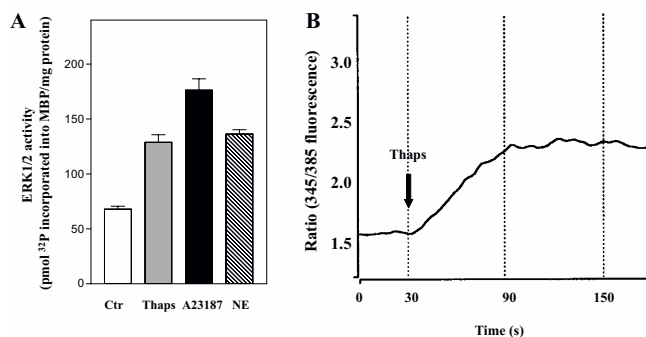 A
ERK1/2 activity
(pmol ³²P incorporated into MBP/mg protein)
200
150
100
50
0
Ctr Thaps A23187 NE
B
Ratio (345/385 fluorescence)
3.0
2.5
2.0
1.5
Thaps
0 30 90 150
Time (s)